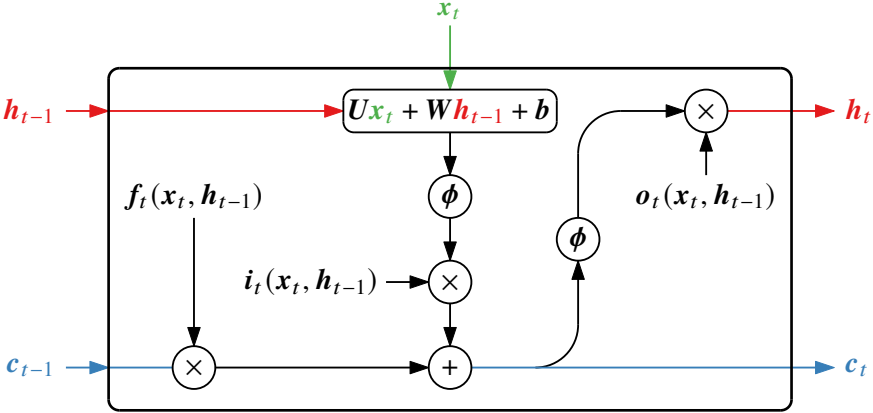 x_t
h_{t-1}
Ux_t + Wh_{t-1} + b
×
h_t
f_t(x_t, h_{t-1})
ϕ
o_t(x_t, h_{t-1})
ϕ
i_t(x_t, h_{t-1})
×
c_{t-1}
×
+
c_t